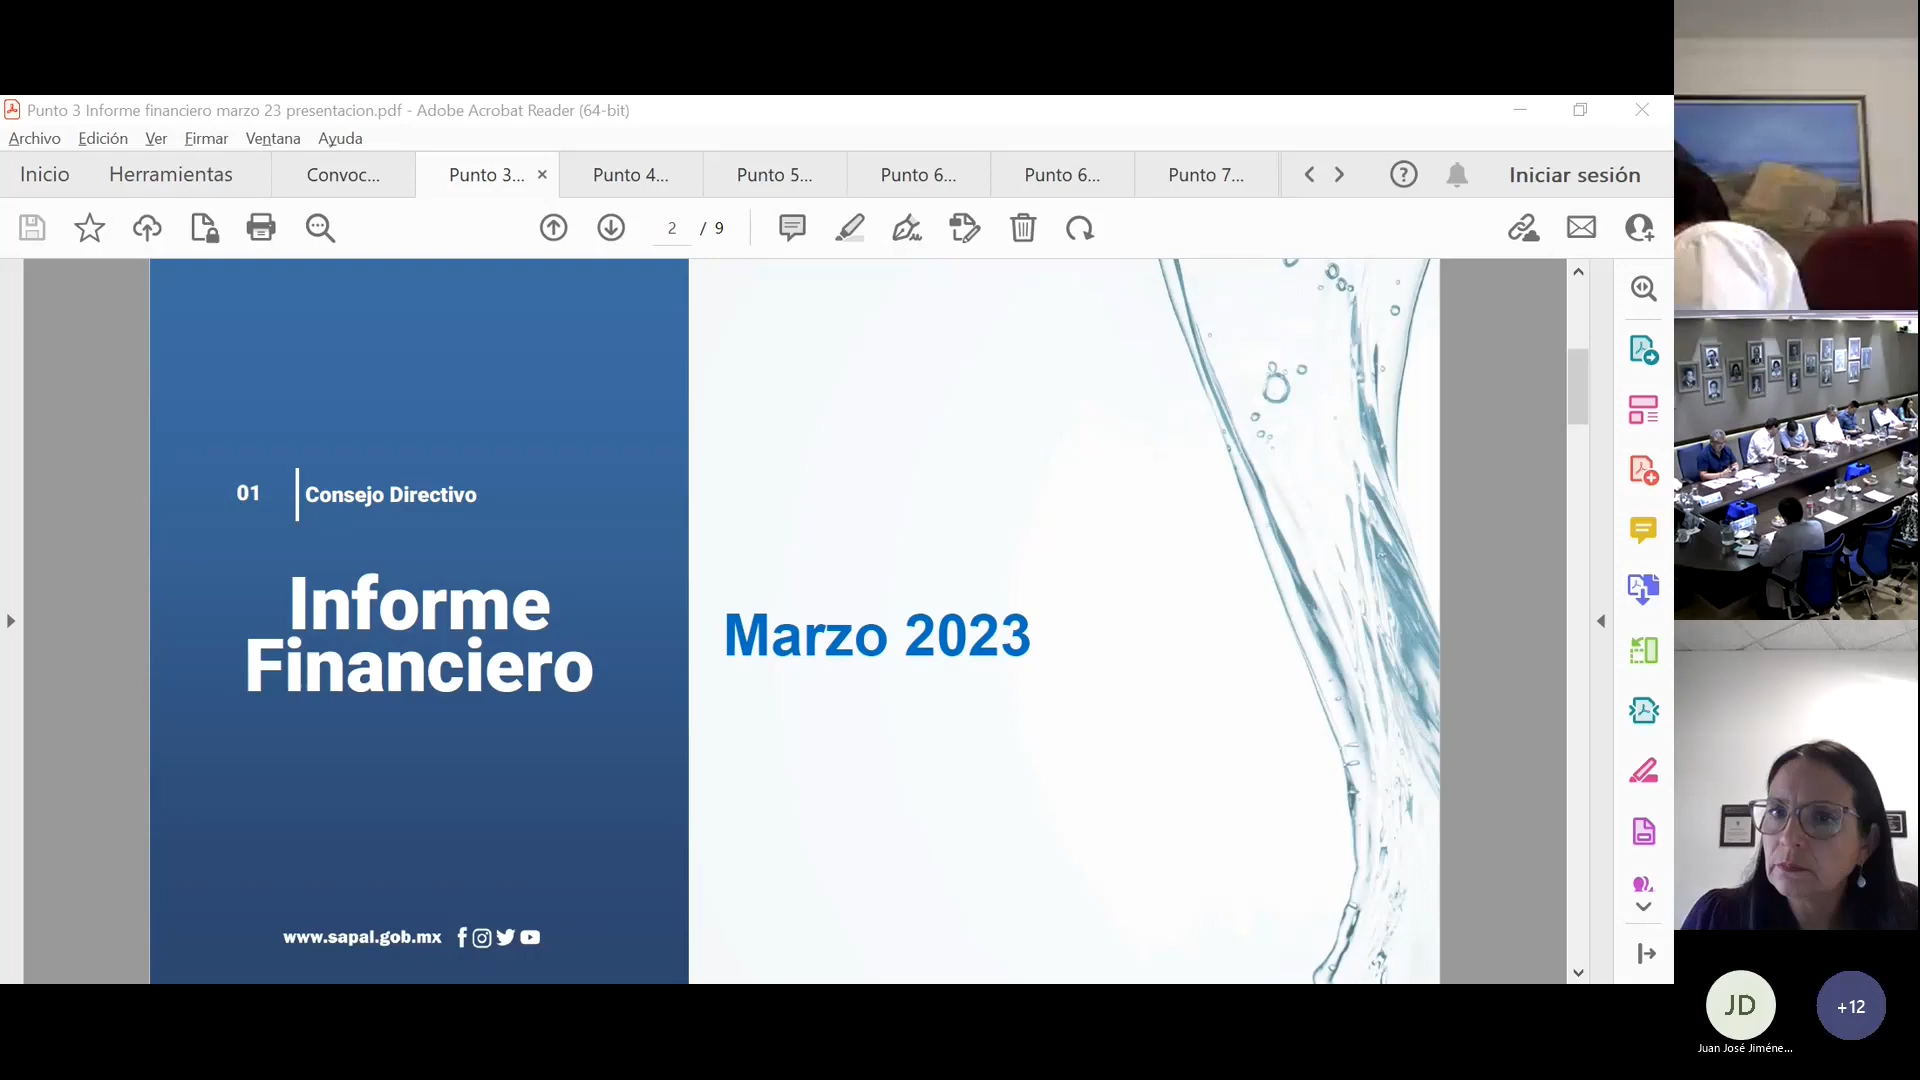 Punto 3 Informe financiero marzo 23 presentacion.pdf - Adobe Acrobat Reader (64-bit)
Archivo Edición Ver Firmar Ventana Ayuda
Inicio Herramientas Convoc... Punto 3... Punto 4... Punto 5... Punto 6... Punto 6... Punto 7... Iniciar sesión
2 / 9
01 Consejo Directivo
Informe
Financiero
Marzo 2023
www.sapal.gob.mx
JD
+12
Juan José Jiméne...